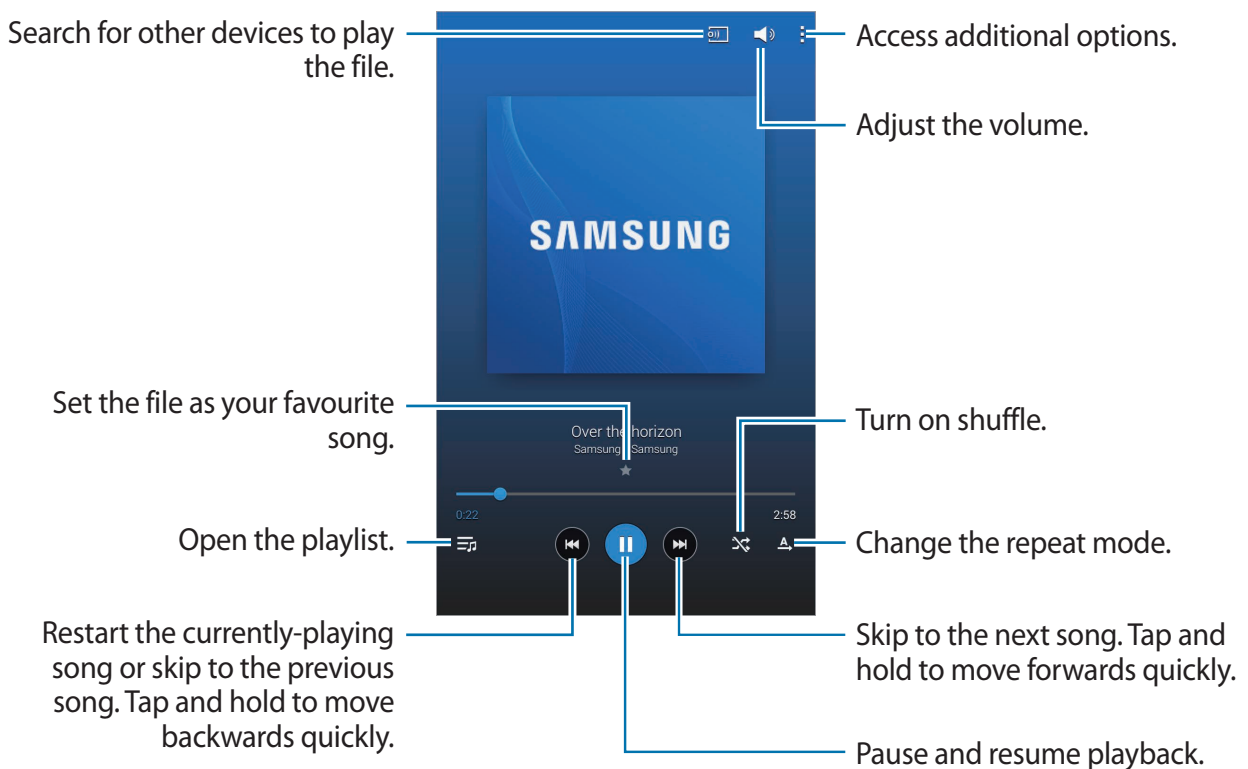 Search for other devices to play
the file.
Access additional options.
Adjust the volume.
SAMSUNG
Set the file as your favourite
song.
Turn on shuffle.
Over the horizon
Samsung Samsung
0:22
2:58
Open the playlist.
A
Change the repeat mode.
Restart the currently-playing
song or skip to the previous
song. Tap and hold to move
backwards quickly.
Skip to the next song. Tap and
hold to move forwards quickly.
Pause and resume playback.